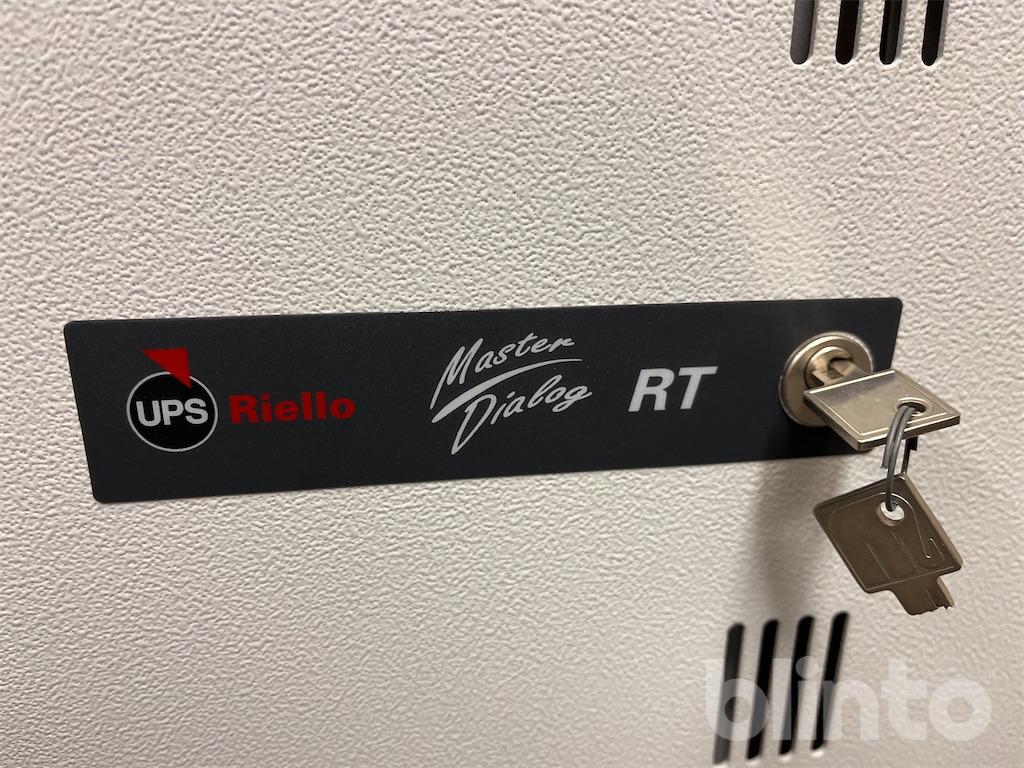 UPS Riello
Master
Dialog
RT
blinto